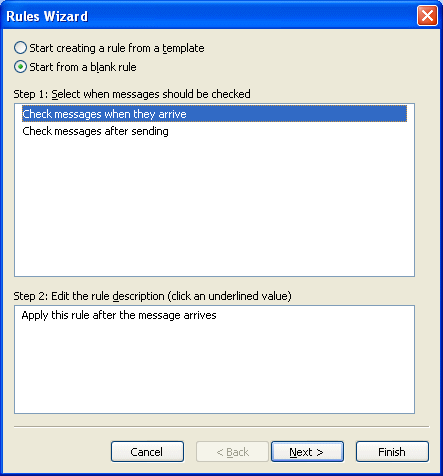 Rules Wizard
Start creating a rule from a template
Start from a blank rule
Step 1: Select when messages should be checked
Check messages when they arrive
Check messages after sending
Step 2: Edit the rule description (click an underlined value)
Apply this rule after the message arrives
Cancel
< Back
Next >
Finish